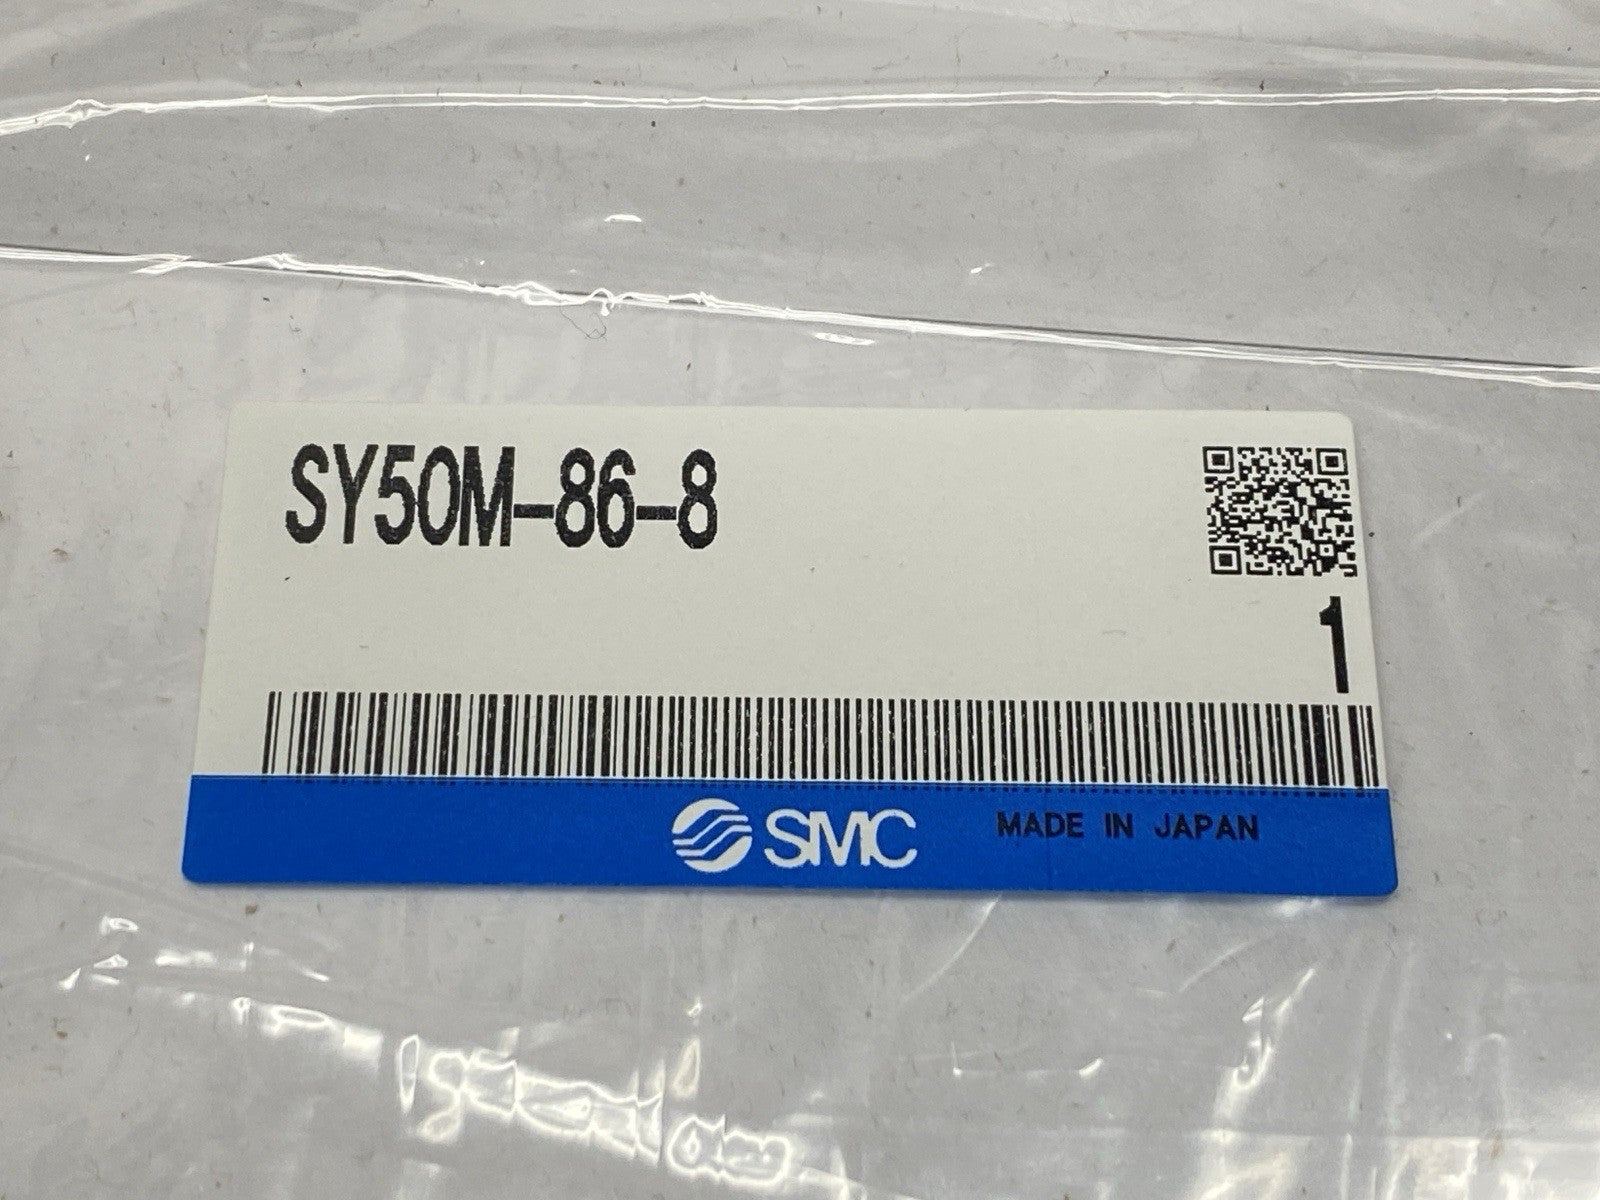 SY50M-86-8
1
SMC MADE IN JAPAN